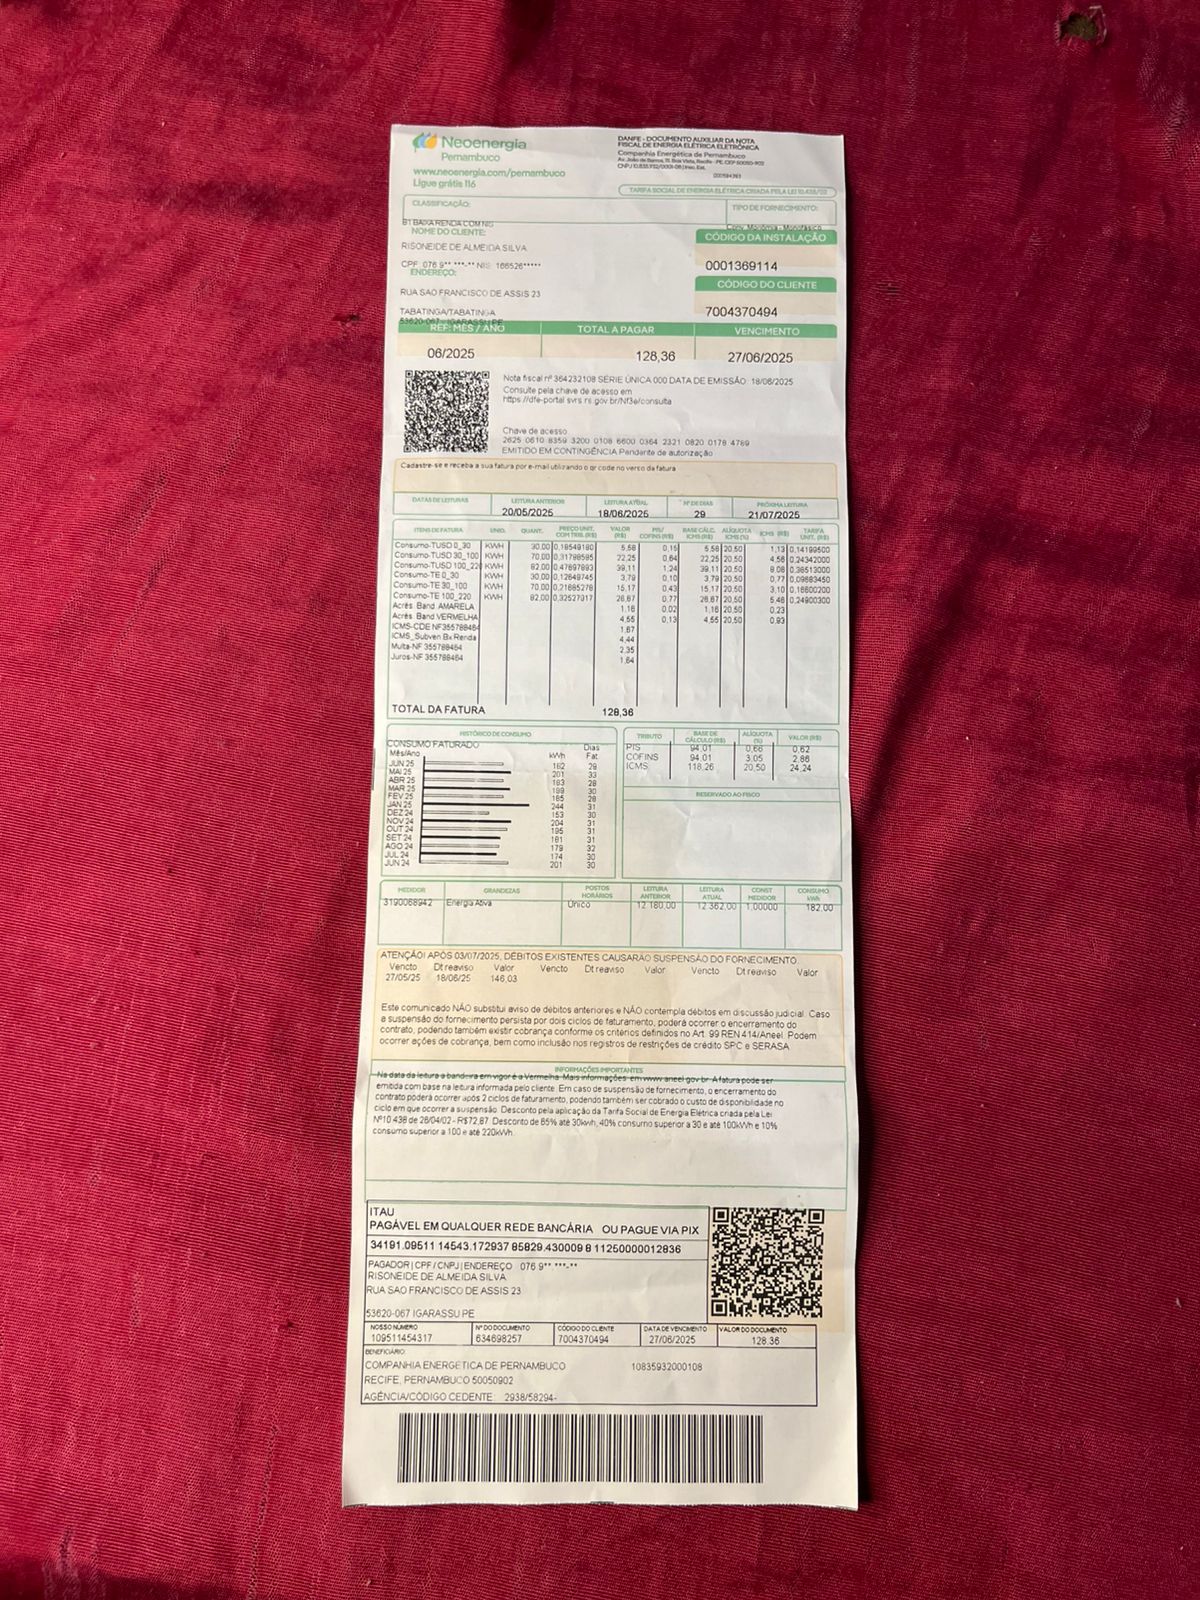 Neoenergia
Pernambuco
www.neoenergia.com/pernambuco
Ligue grátis 116
DANFE - DOCUMENTO AUXILIAR DA NOTA
FISCAL DE ENERGIA ELÉTRICA ELETRÔNICA
Companhia Energética de Pernambuco
Av. João de Barros, 111, Boa Vista, Recife - PE, CEP 50050-902
TARIFA SOCIAL DE ENERGIA ELÉTRICA CRIADA PELA LEI 10.438/02
CLASSIFICAÇÃO:
TIPO DE FORNECIMENTO:
B1 BAIXA RENDA COM NIS
NOME DO CLIENTE:
RISONEIDE DE ALMEIDA SILVA
CÓDIGO DA INSTALAÇÃO
CPF: 076 9** ***-** NIS: 166526*****
0001369114
ENDEREÇO:
CÓDIGO DO CLIENTE
RUA SAO FRANCISCO DE ASSIS 23
7004370494
TABATINGA/TABATINGA
53620-067 IGARASSU PE
REF: MÊS / ANO TOTAL A PAGAR VENCIMENTO
06/2025 128,36 27/06/2025
Nota fiscal nº 364232108 SÉRIE ÚNICA 000 DATA DE EMISSÃO: 18/06/2025
Consulte pela chave de acesso em
https://dfe-portal.svrs.rs.gov.br/Nf3e/consulta
Chave de acesso
2625 0610 8359 3200 0108 6600 0364 2321 0820 0178 4789
EMITIDO EM CONTINGÊNCIA Pendente de autorização
Cadastre-se e receba a sua fatura por e-mail utilizando o qr code no verso da fatura
DATAS DE LEITURAS LEITURA ANTERIOR LEITURA ATUAL Nº DE DIAS PRÓXIMA LEITURA
20/05/2025 18/06/2025 29 21/07/2025
ITENS DE FATURA UNID. QUANT. PREÇO UNIT. COM TRIB. (R$) VALOR (R$) PIS/COFINS (R$) BASE CÁLC. ICMS (R$) ALÍQUOTA ICMS (%) ICMS (R$) TARIFA UNIT. (R$)
Consumo-TUSD 0_30 KWH 30,00 0,18549180 5,58 0,15 5,58 20,50 1,13 0,14199500
Consumo-TUSD 30_100 KWH 70,00 0,31798595 22,25 0,64 22,25 20,50 4,56 0,24342000
Consumo-TUSD 100_220 KWH 82,00 0,47697893 39,11 1,24 39,11 20,50 8,08 0,36513000
Consumo-TE 0_30 KWH 30,00 0,12649745 3,79 0,10 3,79 20,50 0,77 0,09683450
Consumo-TE 30_100 KWH 70,00 0,21685278 15,17 0,43 15,17 20,50 3,10 0,16600200
Consumo-TE 100_220 KWH 82,00 0,32527917 26,67 0,77 26,67 20,50 5,46 0,24900300
Acrés. Band. AMARELA 1,16 0,02 1,16 20,50 0,23
Acrés. Band. VERMELHA 4,55 0,13 4,55 20,50 0,93
ICMS-CDE NF355788464 1,67
ICMS_Subven Bx Renda 4,44
Multa-NF 355788464 2,35
Juros-NF 355788464 1,64
TOTAL DA FATURA 128,36
HISTÓRICO DE CONSUMO
CONSUMO FATURADO Dias
Mês/Ano kWh Fat
JUN 25 182 29
MAI 25 201 33
ABR 25 183 28
MAR 25 199 30
FEV 25 185 28
JAN 25 244 31
DEZ 24 153 30
NOV 24 204 31
OUT 24 195 31
SET 24 181 31
AGO 24 179 32
JUL 24 174 30
JUN 24 201 30
TRIBUTO BASE DE CÁLCULO (R$) ALÍQUOTA (%) VALOR (R$)
PIS 94,01 0,66 0,62
COFINS 94,01 3,05 2,86
ICMS 118,26 20,50 24,24
RESERVADO AO FISCO
MEDIDOR GRANDEZAS POSTOS HORÁRIOS LEITURA ANTERIOR LEITURA ATUAL CONST MEDIDOR CONSUMO kWh
3190068942 Energia Ativa Único 12.180,00 12.362,00 1,00000 182,00
ATENÇÃO! APÓS 03/07/2025, DÉBITOS EXISTENTES CAUSARÃO SUSPENSÃO DO FORNECIMENTO.
Vencto Dt reaviso Valor Vencto Dt reaviso Valor Vencto Dt reaviso Valor
27/05/25 18/06/25 146,03
Este comunicado NÃO substitui aviso de débitos anteriores e NÃO contempla débitos em discussão judicial. Caso
a suspensão do fornecimento persista por dois ciclos de faturamento, poderá ocorrer o encerramento do
contrato, podendo também existir cobrança conforme os critérios definidos no Art. 99 REN 414/Aneel. Podem
ocorrer ações de cobrança, bem como inclusão nos registros de restrições de crédito SPC e SERASA.
INFORMAÇÕES IMPORTANTES
Na data da leitura a bandeira em vigor é a Vermelha. Mais informações: em www.aneel.gov.br. A fatura pode ser
emitida com base na leitura informada pelo cliente. Em caso de suspensão de fornecimento, o encerramento do
contrato poderá ocorrer após 2 ciclos de faturamento, podendo também ser cobrado o custo de disponibilidade no
ciclo em que ocorrer a suspensão. Desconto pela aplicação da Tarifa Social de Energia Elétrica criada pela Lei
Nº10.438 de 26/04/02 - R$72,87. Desconto de 65% até 30kwh, 40% consumo superior a 30 e até 100kWh e 10%
consumo superior a 100 e até 220kWh.
ITAU
PAGÁVEL EM QUALQUER REDE BANCÁRIA OU PAGUE VIA PIX
34191.09511 14543.172937 85829.430009 8 11250000012836
PAGADOR | CPF / CNPJ | ENDEREÇO 076 9** ***-**
RISONEIDE DE ALMEIDA SILVA
RUA SAO FRANCISCO DE ASSIS 23
53620-067 IGARASSU PE
NOSSO NÚMERO Nº DO DOCUMENTO CÓDIGO DO CLIENTE DATA DE VENCIMENTO VALOR DO DOCUMENTO
109511454317 634698257 7004370494 27/06/2025 128.36
BENEFICIÁRIO:
COMPANHIA ENERGETICA DE PERNAMBUCO 10835932000108
RECIFE, PERNAMBUCO 50050902
AGÊNCIA/CÓDIGO CEDENTE 2938/58294-